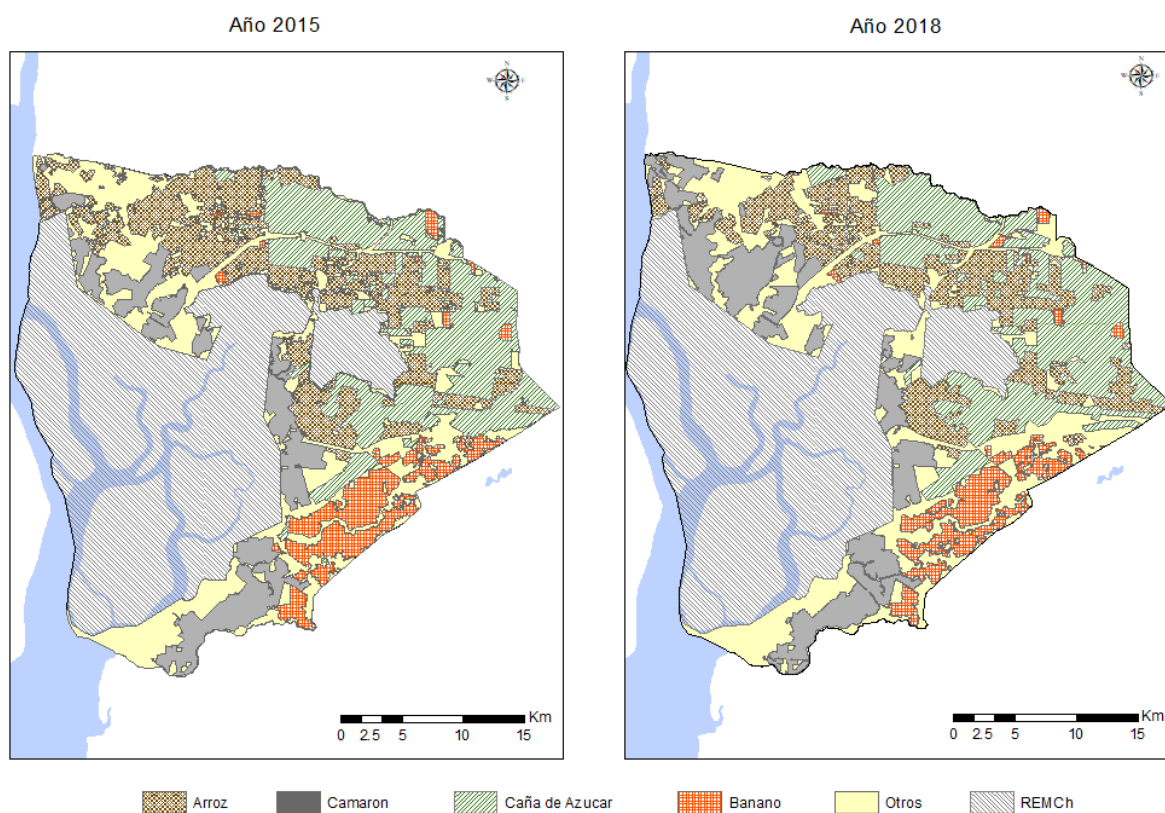 Año 2015
Año 2018
N
W E
S
N
W E
S
Km
0 2.5 5 10 15
Km
0 2.5 5 10 15
Arroz
Camaron
Caña de Azucar
Banano
Otros
REMCh